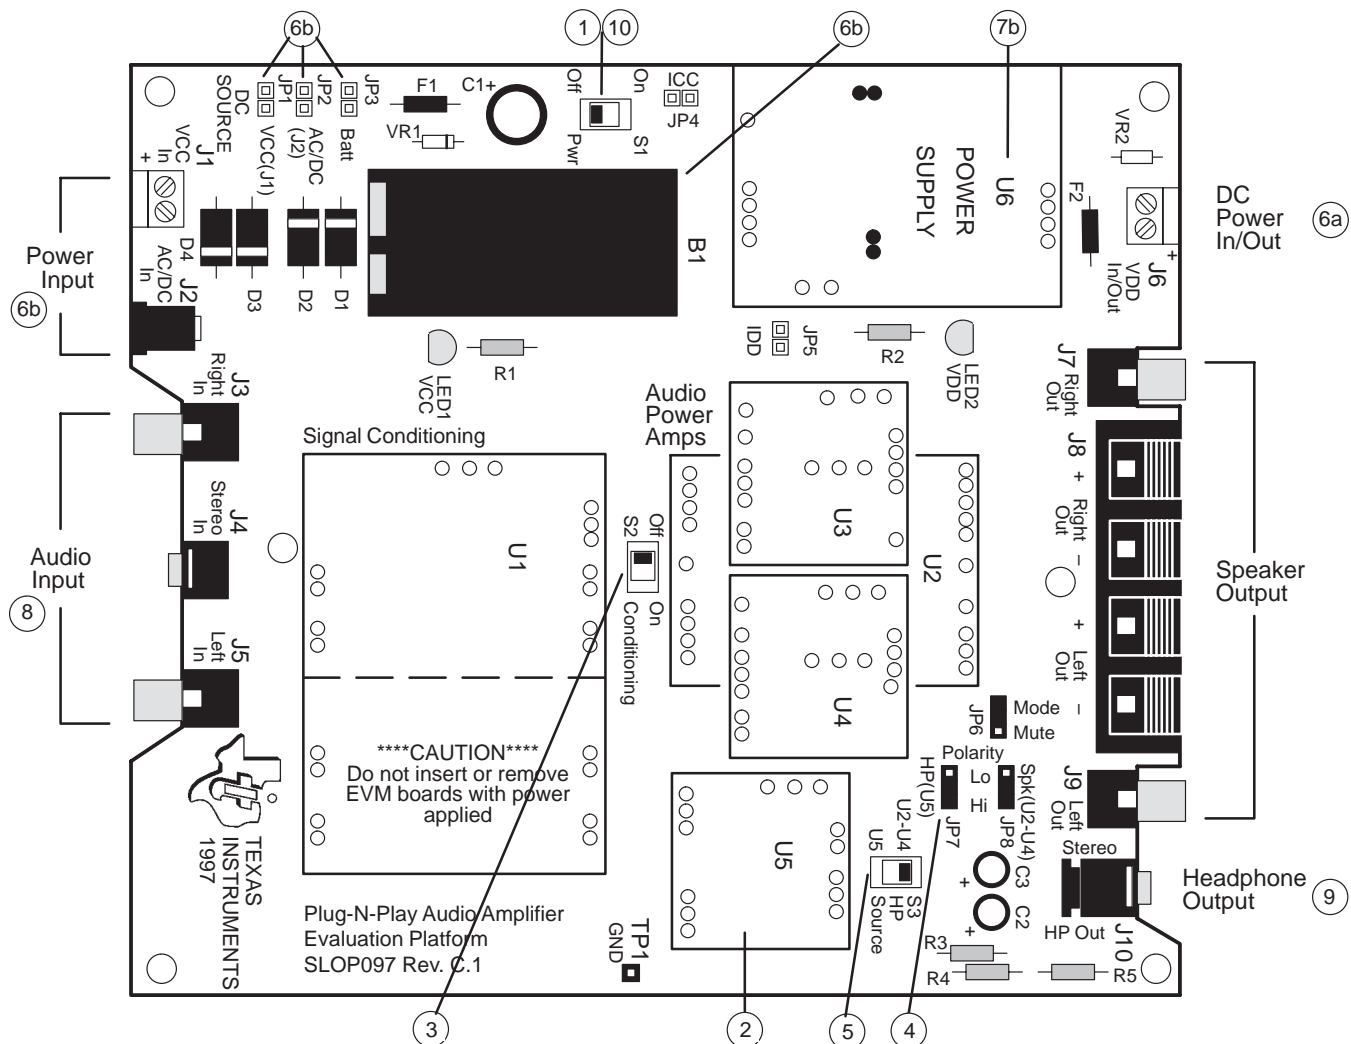 6b
1
10
6b
7b
DC
SOURCE
JP1
JP2
JP3
VCC(J1)
AC/DC
(J2)
Batt
F1
VR1
C1+
Off
On
Pwr
S1
ICC
JP4
U6
POWER
SUPPLY
VR2
F2
J1
VCC
In
+
J6
VDD
In/Out
+
DC
Power
In/Out
6a
Power
Input
6b
D4
J2
AC/DC
In
D3
D2
D1
B1
LED1
VCC
R1
IDD
JP5
R2
LED2
VDD
J3
Right
In
J7
Right
Out
Audio
Power
Amps
Signal Conditioning
J4
Stereo
In
Audio
Input
8
J5
Left
In
U1
Off
S2
On
Conditioning
U3
U2
U4
J8
+
Right
Out
–
+
Left
Out
–
Speaker
Output
JP6
Mode
Mute
Polarity
HP(U5)
Lo
Hi
JP7
Spk(U2-U4)
JP8
J9
Left
Out
****CAUTION****
Do not insert or remove
EVM boards with power
applied
TEXAS
INSTRUMENTS
1997
U5
U2-U4
U5
S3
HP
Source
C3
+
C2
+
Stereo
HP Out
J10
Headphone
Output
9
Plug-N-Play Audio Amplifier
Evaluation Platform
SLOP097 Rev. C.1
TP1
GND
R3
R4
R5
3
2
5
4